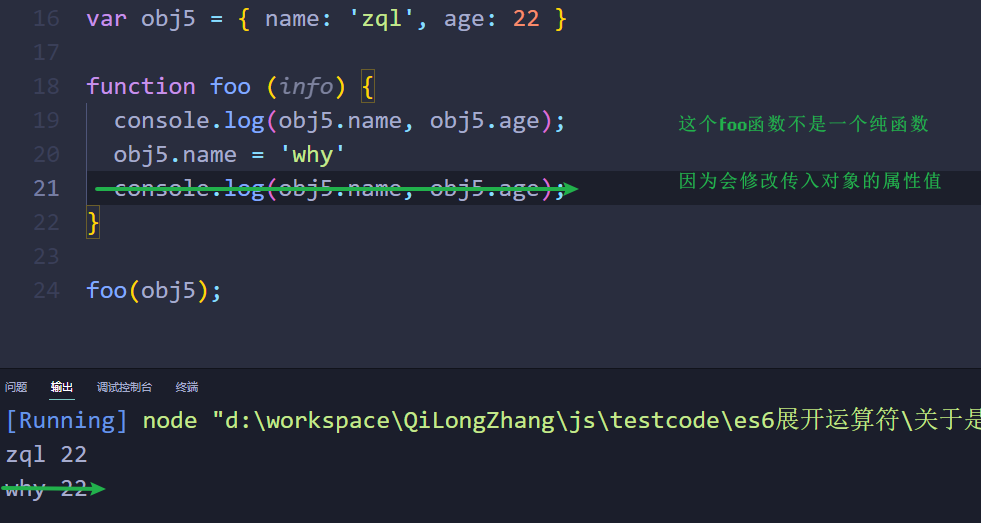 16 var obj5 = { name: 'zql', age: 22 }
17
18 function foo (info) {
19 console.log(obj5.name, obj5.age);
这个foo函数不是一个纯函数
20 obj5.name = 'why'
21 console.log(obj5.name, obj5.age);
因为会修改传入对象的属性值
22 }
23
24 foo(obj5);
问题 输出 调试控制台 终端
[Running] node "d:\workspace\QiLongZhang\js\testcode\es6展开运算符\关于是
zql 22
why 22